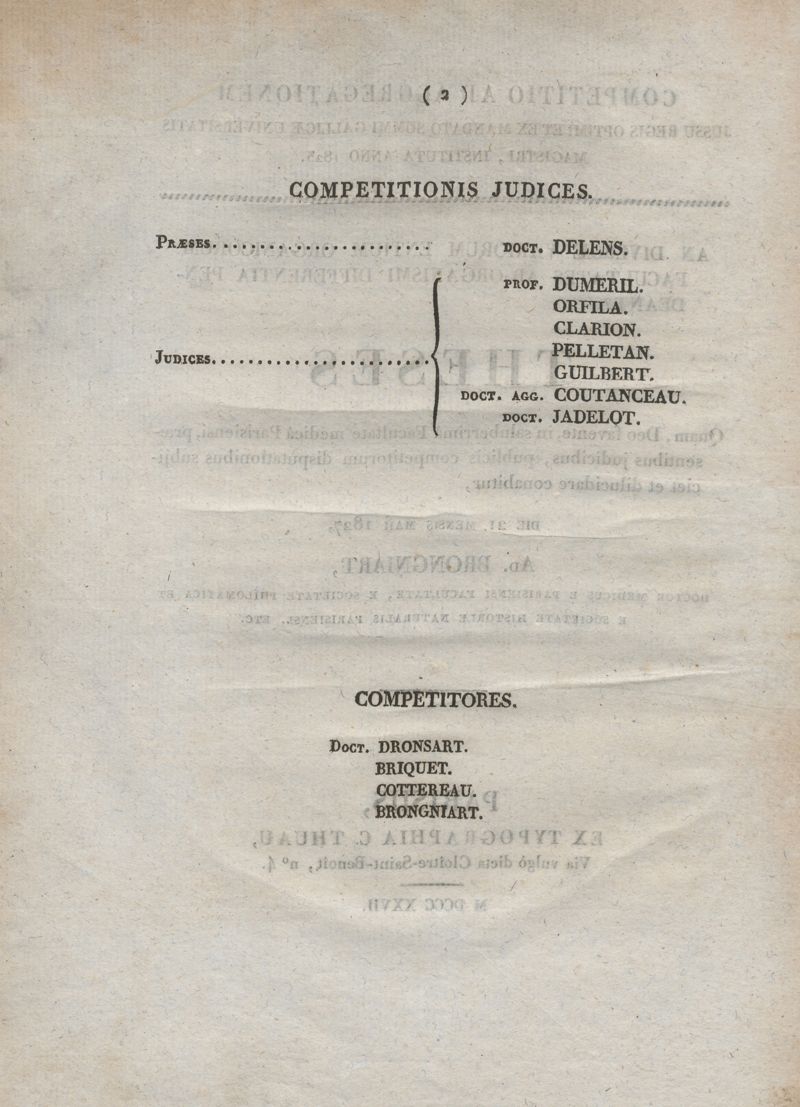 ( 2 )
COMPETITIONIS JUDICES.
PRÆSES........................ DOCT. DELENS.
PROF. DUMERIL.
ORFILA.
CLARION.
PELLETAN.
JUDICES........................
GUILBERT.
DOCT. AGG. COUTANCEAU.
DOCT. JADELOT.
COMPETITORES.
DOCT. DRONSART.
BRIQUET.
COTTEREAU.
BRONGNIART.